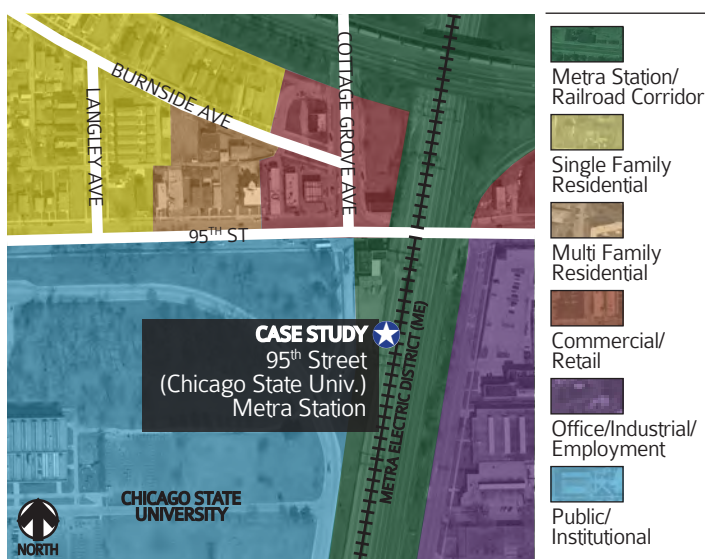 COTTAGE GROVE AVE
BURNSIDE AVE
LANGLEY AVE
95TH ST
CASE STUDY
95th Street
(Chicago State Univ.)
Metra Station
METRA ELECTRIC DISTRICT (ME)
CHICAGO STATE
UNIVERSITY
NORTH
Metra Station/
Railroad Corridor
Single Family
Residential
Multi Family
Residential
Commercial/
Retail
Office/Industrial/
Employment
Public/
Institutional